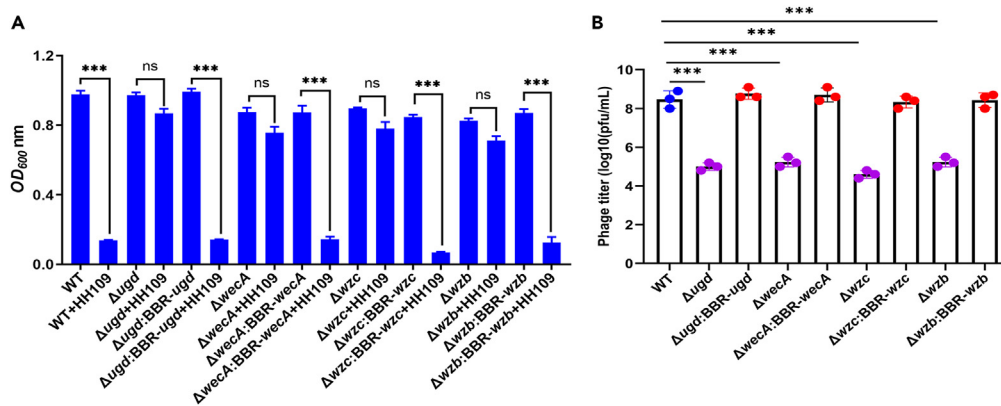 A
1.2
0.9
0.6
0.3
0.0
OD600 nm
***
ns
***
ns
***
ns
***
ns
***
WT
WT+HH109
Δugd
Δugd+HH109
Δugd:BBR-ugd
Δugd:BBR-ugd+HH109
ΔwecA
ΔwecA+HH109
ΔwecA:BBR-wecA
ΔwecA:BBR-wecA+HH109
Δwzc
Δwzc+HH109
Δwzc:BBR-wzc
Δwzc:BBR-wzc+HH109
Δwzb
Δwzb+HH109
Δwzb:BBR-wzb
Δwzb:BBR-wzb+HH109
B
***
***
***
***
10
8
6
4
2
0
Phage titer (log10(pfu/mL)
WT
Δugd
Δugd:BBR-ugd
ΔwecA
ΔwecA:BBR-wecA
Δwzc
Δwzc:BBR-wzc
Δwzb
Δwzb:BBR-wzb